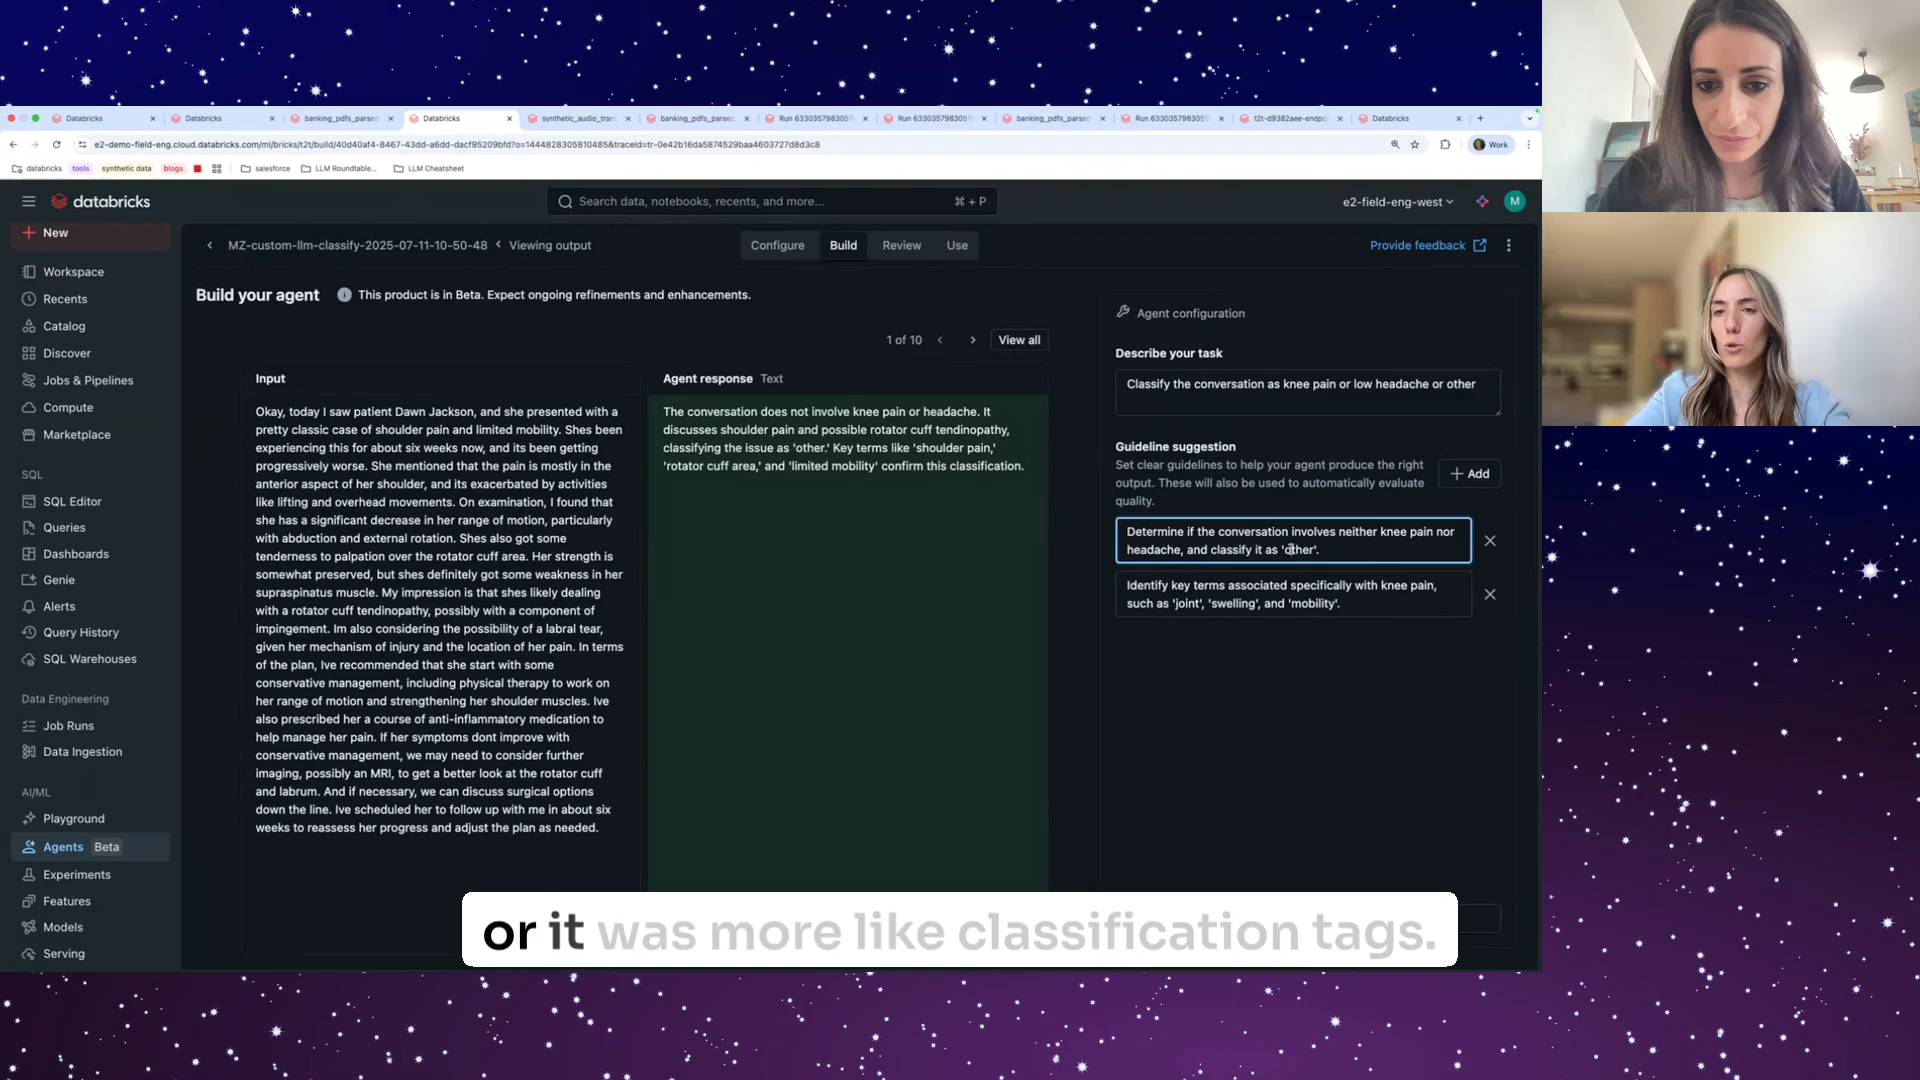 Databricks
Databricks
banking_pdfs_parsed
Databricks
synthetic_audio_tran
banking_pdfs_parsed
Run 6330357983051
Run 6330357983051
banking_pdfs_parsed
Run 6330357983051
t2t-d9382aee-endpo
Databricks
e2-demo-field-eng.cloud.databricks.com/ml/bricks/t2t/build/40d40af4-8467-43dd-a6dd-dacf95209bfd?o=1444828305810485&traceId=tr-0e42b16da5874529baa4603727d8d3c8
Work
databricks
tools
synthetic data
blogs
salesforce
LLM Roundtable...
LLM Cheatsheet
databricks
Search data, notebooks, recents, and more...
⌘ + P
e2-field-eng-west
M
New
Workspace
Recents
Catalog
Discover
Jobs & Pipelines
Compute
Marketplace
SQL
SQL Editor
Queries
Dashboards
Genie
Alerts
Query History
SQL Warehouses
Data Engineering
Job Runs
Data Ingestion
AI/ML
Playground
Agents Beta
Experiments
Features
Models
Serving
MZ-custom-llm-classify-2025-07-11-10-50-48
Viewing output
Configure
Build
Review
Use
Provide feedback
Build your agent
This product is in Beta. Expect ongoing refinements and enhancements.
1 of 10
View all
Input
Okay, today I saw patient Dawn Jackson, and she presented with a
pretty classic case of shoulder pain and limited mobility. Shes been
experiencing this for about six weeks now, and its been getting
progressively worse. She mentioned that the pain is mostly in the
anterior aspect of her shoulder, and its exacerbated by activities
like lifting and overhead movements. On examination, I found that
she has a significant decrease in her range of motion, particularly
with abduction and external rotation. Shes also got some
tenderness to palpation over the rotator cuff area. Her strength is
somewhat preserved, but shes definitely got some weakness in her
supraspinatus muscle. My impression is that shes likely dealing
with a rotator cuff tendinopathy, possibly with a component of
impingement. Im also considering the possibility of a labral tear,
given her mechanism of injury and the location of her pain. In terms
of the plan, Ive recommended that she start with some
conservative management, including physical therapy to work on
her range of motion and strengthening her shoulder muscles. Ive
also prescribed her a course of anti-inflammatory medication to
help manage her pain. If her symptoms dont improve with
conservative management, we may need to consider further
imaging, possibly an MRI, to get a better look at the rotator cuff
and labrum. And if necessary, we can discuss surgical options
down the line. Ive scheduled her to follow up with me in about six
weeks to reassess her progress and adjust the plan as needed.
Agent response Text
The conversation does not involve knee pain or headache. It
discusses shoulder pain and possible rotator cuff tendinopathy,
classifying the issue as 'other.' Key terms like 'shoulder pain,'
'rotator cuff area,' and 'limited mobility' confirm this classification.
Agent configuration
Describe your task
Classify the conversation as knee pain or low headache or other
Guideline suggestion
Set clear guidelines to help your agent produce the right
output. These will also be used to automatically evaluate
quality.
Add
Determine if the conversation involves neither knee pain nor
headache, and classify it as 'other'.
Identify key terms associated specifically with knee pain,
such as 'joint', 'swelling', and 'mobility'.
or it was more like classification tags.